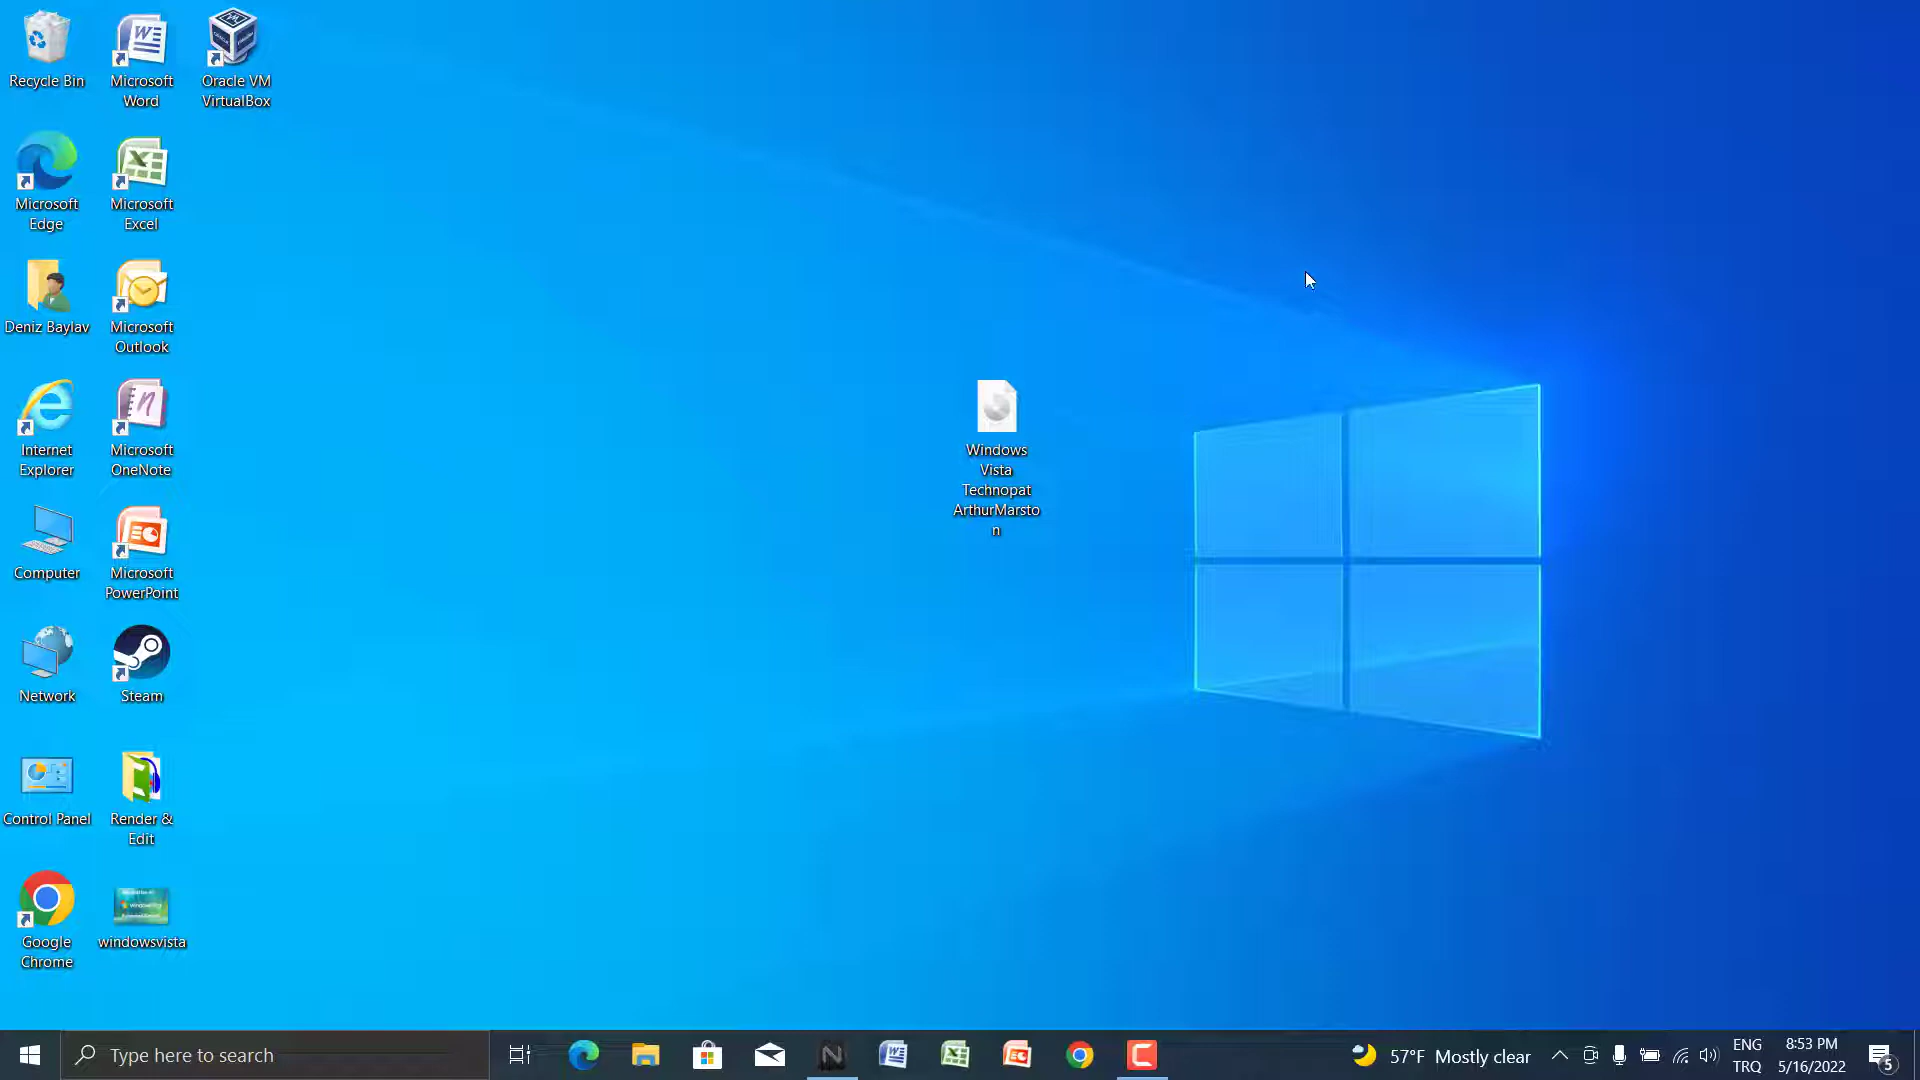 Recycle Bin
Microsoft
Word
Oracle VM
VirtualBox
Microsoft
Edge
Microsoft
Excel
Deniz Baylav
Microsoft
Outlook
Internet
Explorer
Microsoft
OneNote
Windows
Vista
Technopat
ArthurMarsto
n
Computer
Microsoft
PowerPoint
Network
Steam
Control Panel
Render &
Edit
Google
Chrome
windowsvista
Type here to search
57°F Mostly clear
ENG
TRQ
8:53 PM
5/16/2022
5